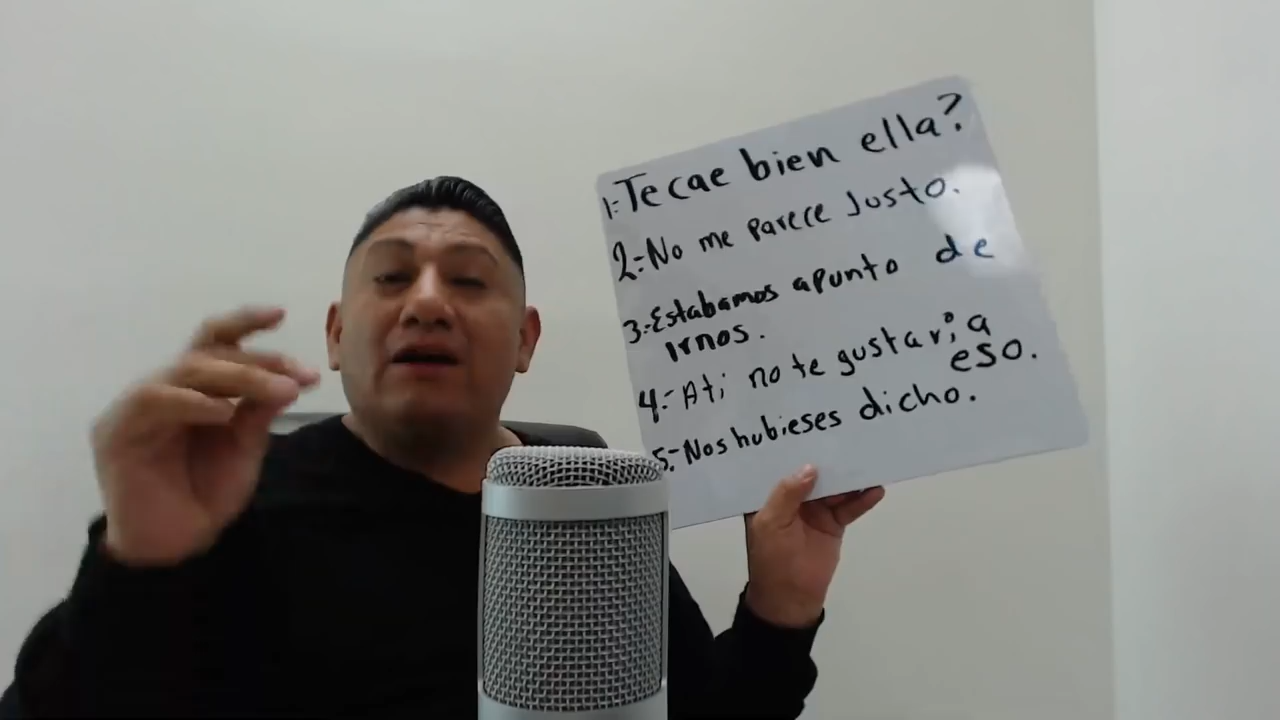 1:- Te cae bien ella?
2:- No me parece Justo.
3:- Estabamos apunto de
irnos.
4:- A ti no te gustaria
eso.
5:- Nos hubieses dicho.